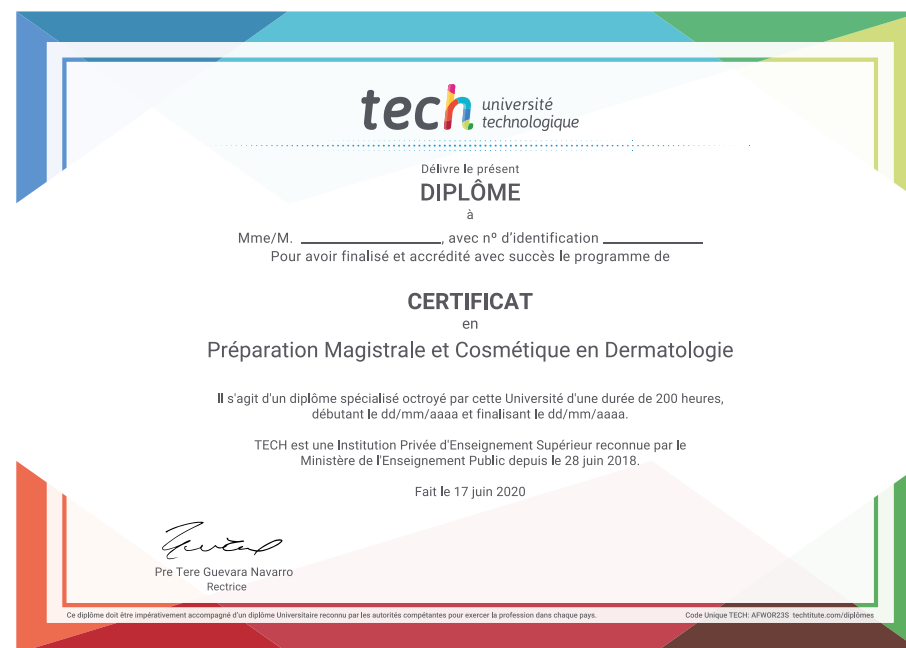 tech université
technologique
Délivre le présent
DIPLÔME
à
Mme/M. ____________________, avec nº d'identification ______________
Pour avoir finalisé et accrédité avec succès le programme de
CERTIFICAT
en
Préparation Magistrale et Cosmétique en Dermatologie
Il s'agit d'un diplôme spécialisé octroyé par cette Université d'une durée de 200 heures,
débutant le dd/mm/aaaa et finalisant le dd/mm/aaaa.
TECH est une Institution Privée d'Enseignement Supérieur reconnue par le
Ministère de l'Enseignement Public depuis le 28 juin 2018.
Fait le 17 juin 2020
Pre Tere Guevara Navarro
Rectrice
Ce diplôme doit être impérativement accompagné d'un diplôme Universitaire reconnu par les autorités compétantes pour exercer la profession dans chaque pays.
Code Unique TECH: AFWOR23S techtitute.com/diplômes